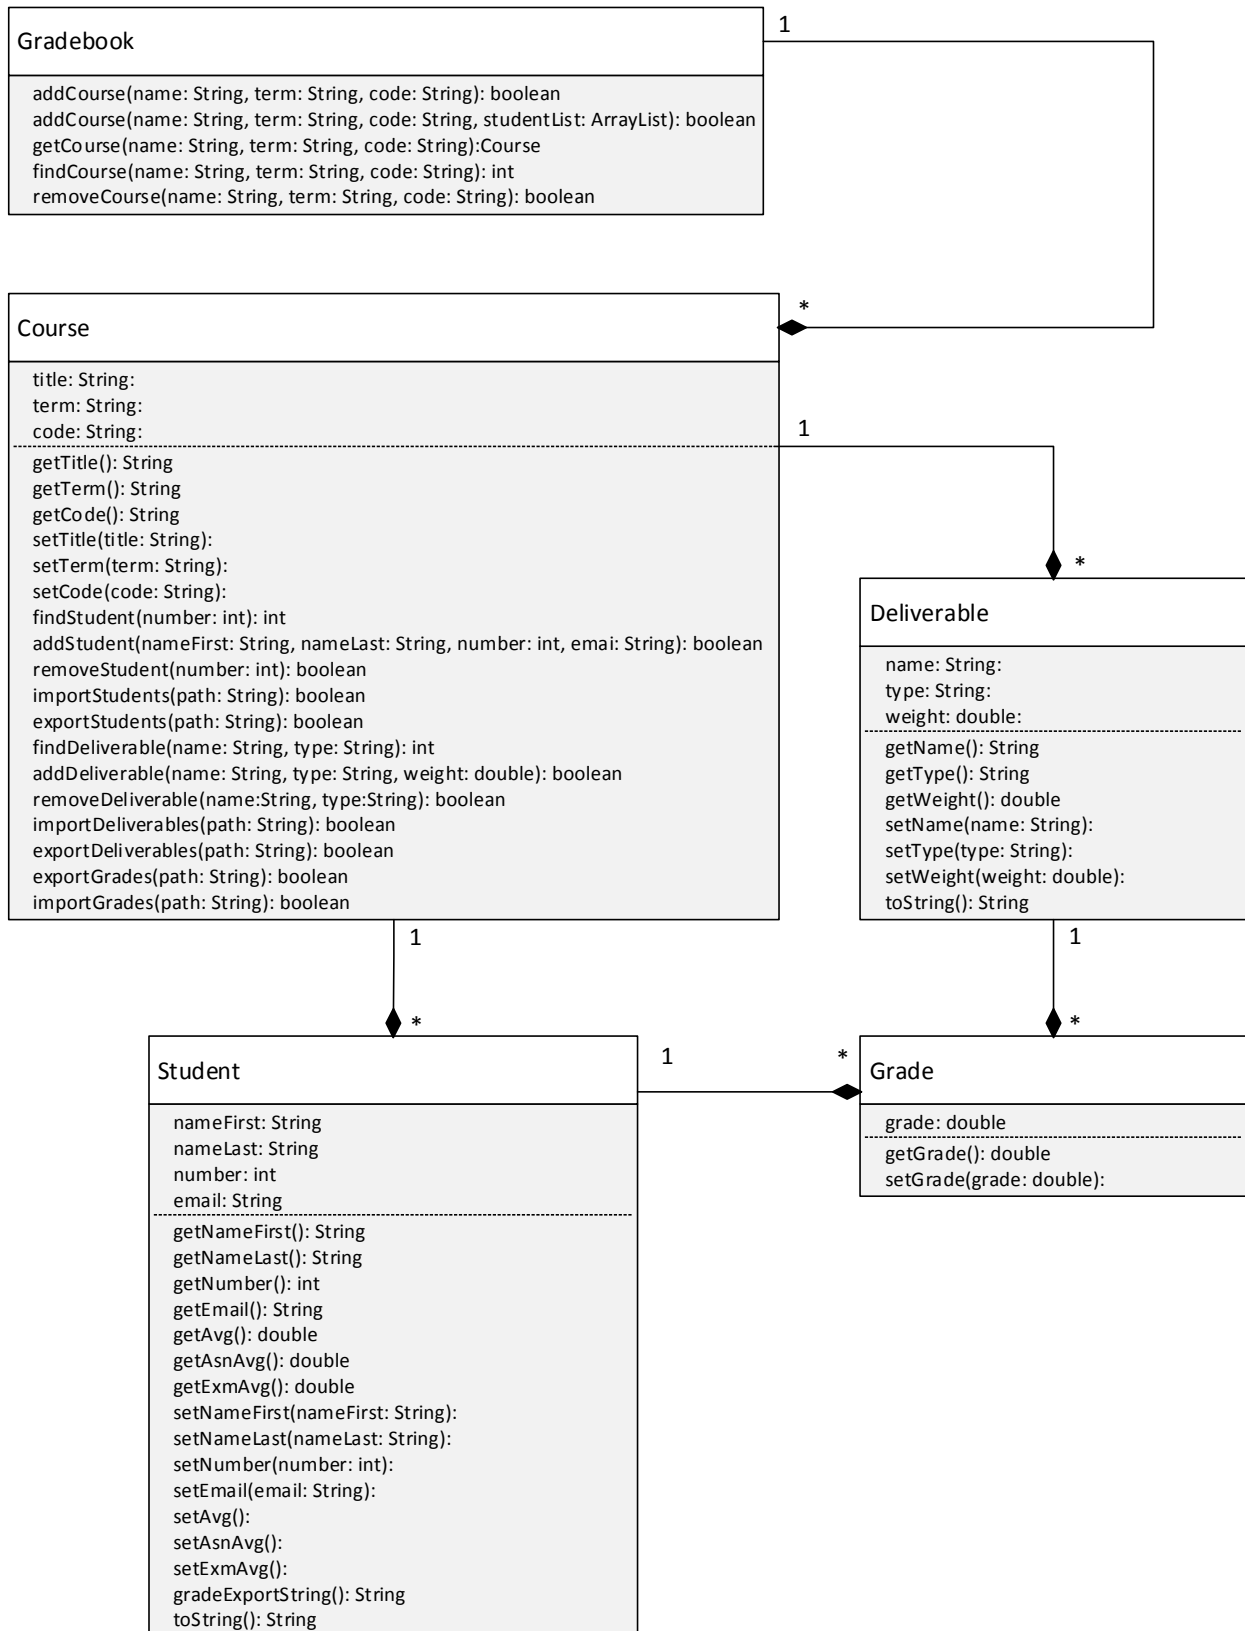 Gradebook
1
addCourse(name: String, term: String, code: String): boolean
addCourse(name: String, term: String, code: String, studentList: ArrayList): boolean
getCourse(name: String, term: String, code: String):Course
findCourse(name: String, term: String, code: String): int
removeCourse(name: String, term: String, code: String): boolean
*
Course
title: String:
term: String:
code: String:
1
getTitle(): String
getTerm(): String
getCode(): String
setTitle(title: String):
setTerm(term: String):
setCode(code: String):
findStudent(number: int): int
addStudent(nameFirst: String, nameLast: String, number: int, emai: String): boolean
removeStudent(number: int): boolean
importStudents(path: String): boolean
exportStudents(path: String): boolean
findDeliverable(name: String, type: String): int
addDeliverable(name: String, type: String, weight: double): boolean
removeDeliverable(name:String, type:String): boolean
importDeliverables(path: String): boolean
exportDeliverables(path: String): boolean
exportGrades(path: String): boolean
importGrades(path: String): boolean
*
Deliverable
name: String:
type: String:
weight: double:
getName(): String
getType(): String
getWeight(): double
setName(name: String):
setType(type: String):
setWeight(weight: double):
toString(): String
1
*
1
*
Student
1
*
nameFirst: String
nameLast: String
number: int
email: String
getNameFirst(): String
getNameLast(): String
getNumber(): int
getEmail(): String
getAvg(): double
getAsnAvg(): double
getExmAvg(): double
setNameFirst(nameFirst: String):
setNameLast(nameLast: String):
setNumber(number: int):
setEmail(email: String):
setAvg():
setAsnAvg():
setExmAvg():
gradeExportString(): String
toString(): String
Grade
grade: double
getGrade(): double
setGrade(grade: double):